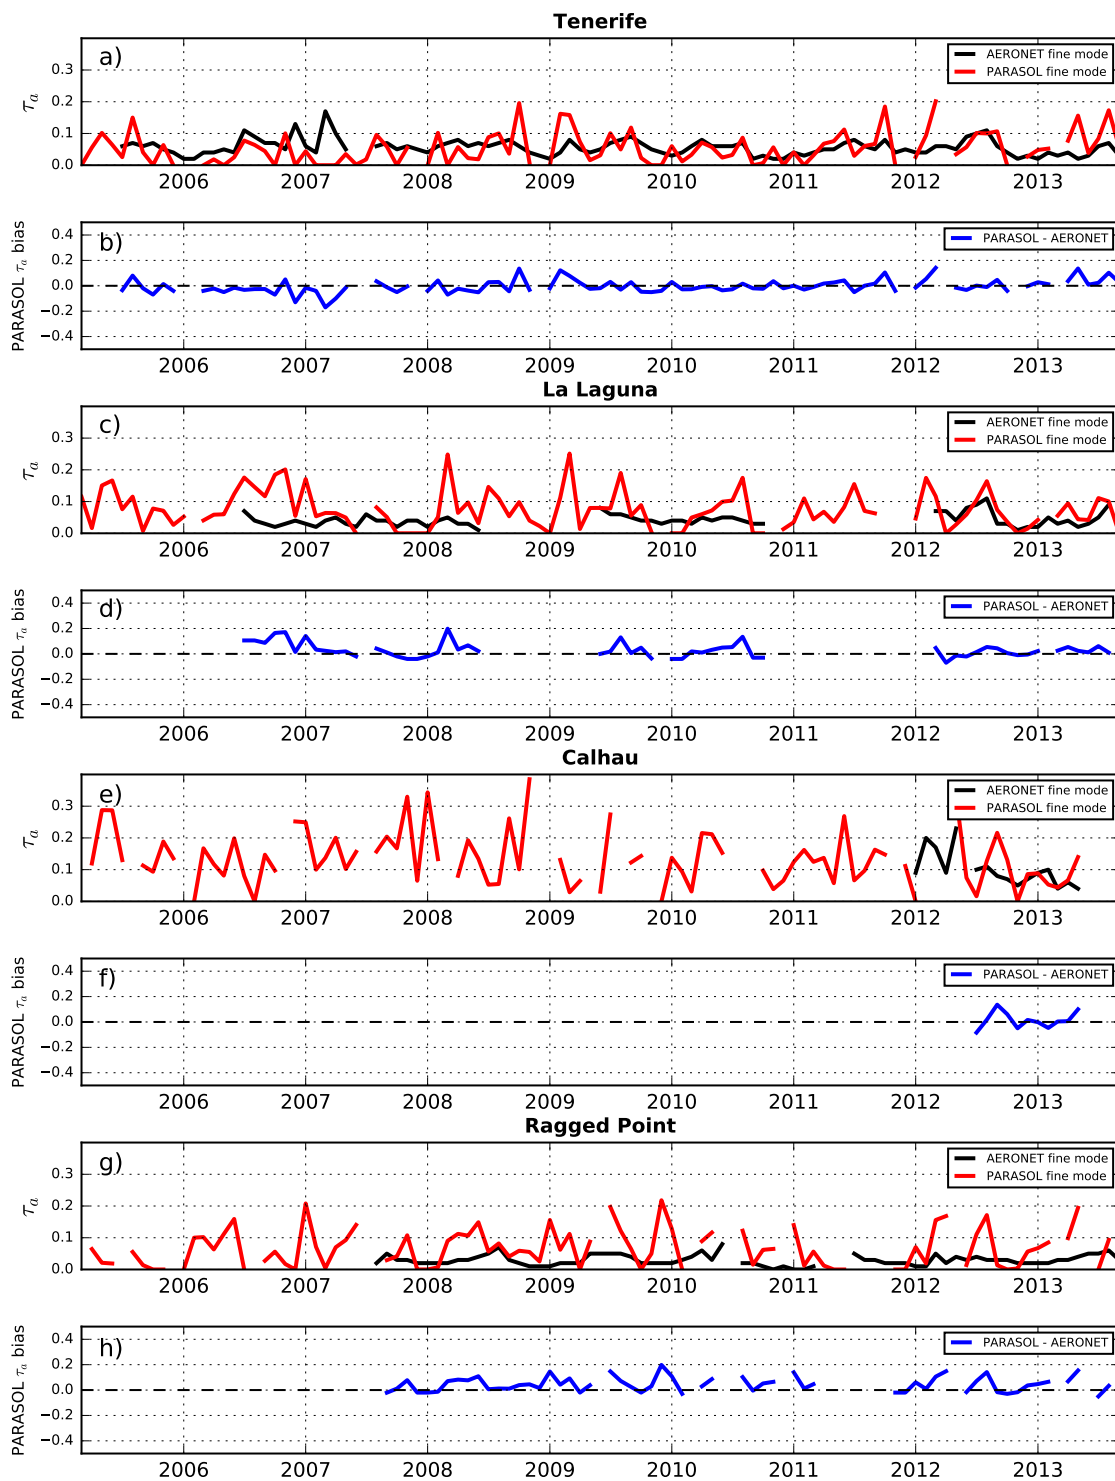 Tenerife
a)
AERONET fine mode
PARASOL fine mode
τa
0.3
0.2
0.1
0.0
2006 2007 2008 2009 2010 2011 2012 2013
b)
PARASOL - AERONET
PARASOL τa bias
0.4
0.2
0.0
−0.2
−0.4
2006 2007 2008 2009 2010 2011 2012 2013
La Laguna
c)
AERONET fine mode
PARASOL fine mode
τa
0.3
0.2
0.1
0.0
2006 2007 2008 2009 2010 2011 2012 2013
d)
PARASOL - AERONET
PARASOL τa bias
0.4
0.2
0.0
−0.2
−0.4
2006 2007 2008 2009 2010 2011 2012 2013
Calhau
e)
AERONET fine mode
PARASOL fine mode
τa
0.3
0.2
0.1
0.0
2006 2007 2008 2009 2010 2011 2012 2013
f)
PARASOL - AERONET
PARASOL τa bias
0.4
0.2
0.0
−0.2
−0.4
2006 2007 2008 2009 2010 2011 2012 2013
Ragged Point
g)
AERONET fine mode
PARASOL fine mode
τa
0.3
0.2
0.1
0.0
2006 2007 2008 2009 2010 2011 2012 2013
h)
PARASOL - AERONET
PARASOL τa bias
0.4
0.2
0.0
−0.2
−0.4
2006 2007 2008 2009 2010 2011 2012 2013